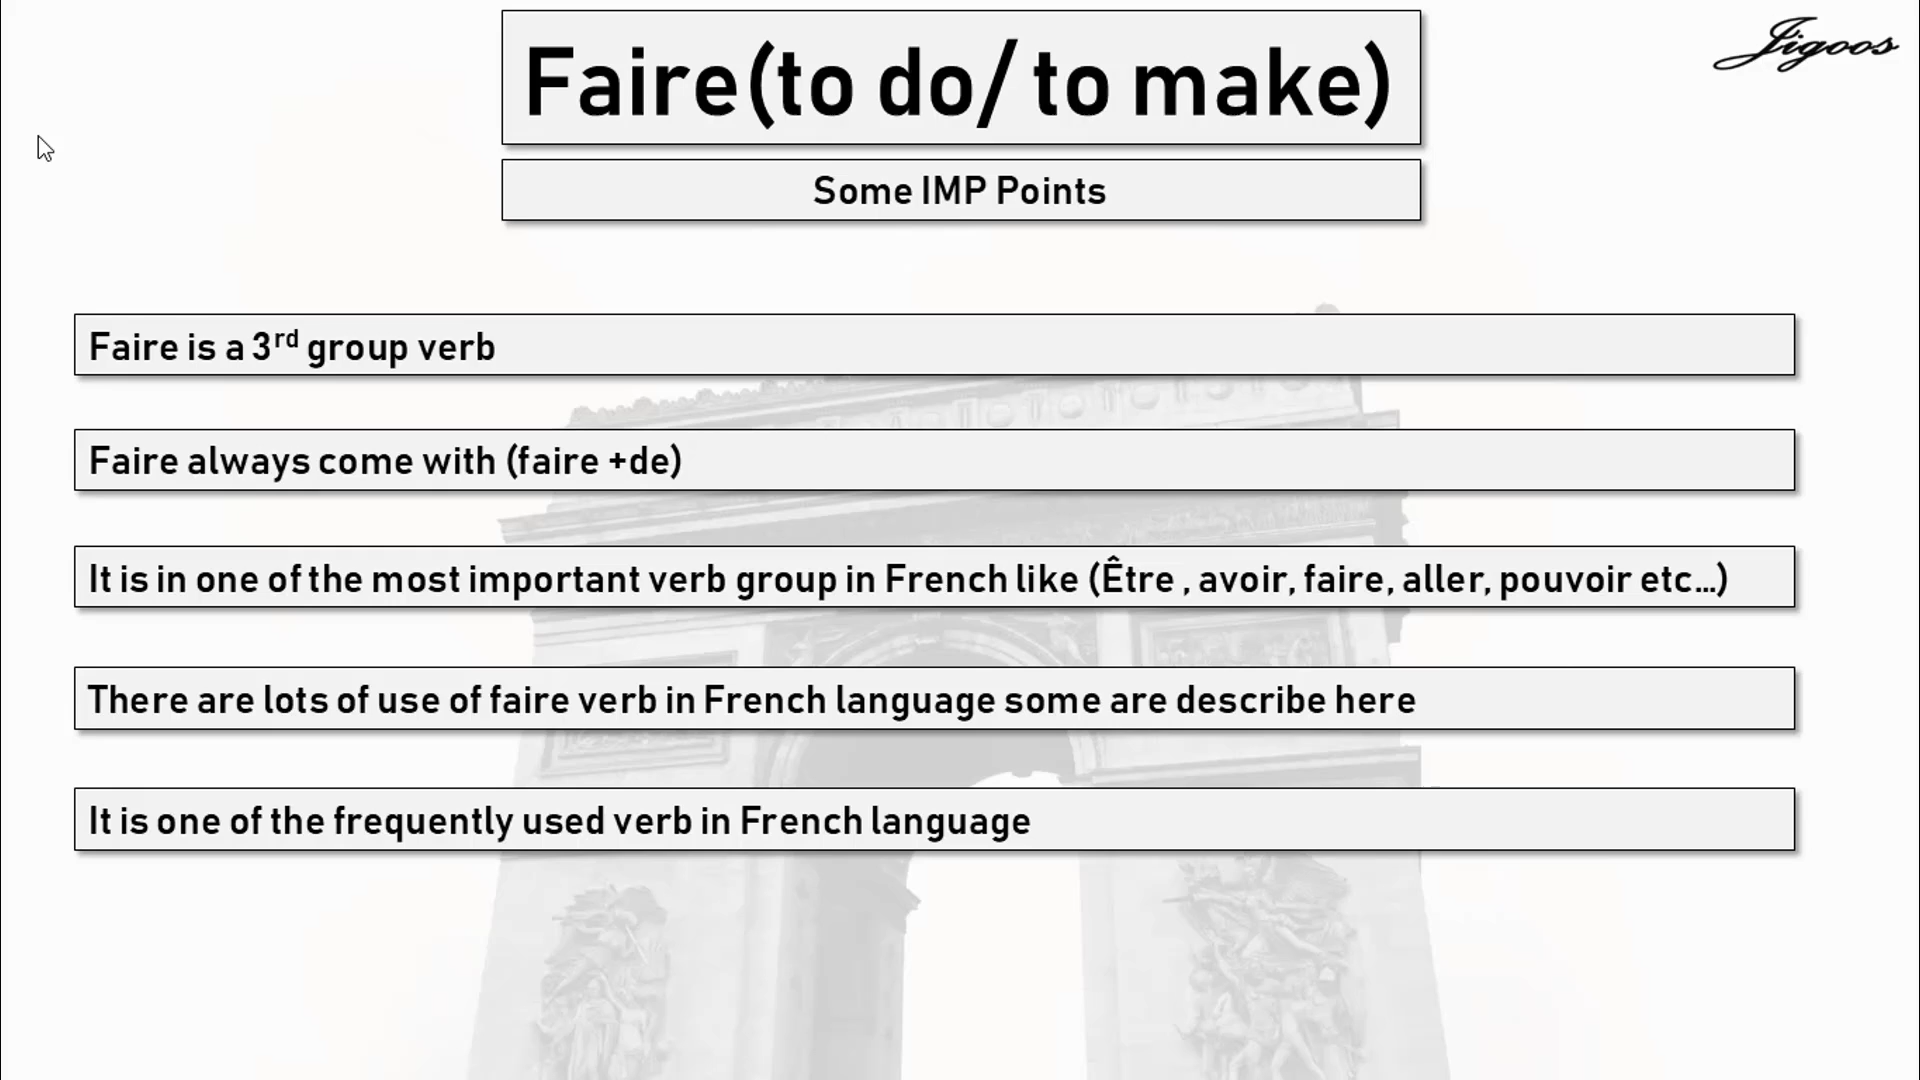 Faire(to do/ to make)
Jigoos
Some IMP Points
Faire is a 3rd group verb
Faire always come with (faire +de)
It is in one of the most important verb group in French like (Être , avoir, faire, aller, pouvoir etc...)
There are lots of use of faire verb in French language some are describe here
It is one of the frequently used verb in French language